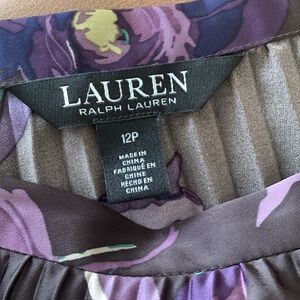 LAUREN
RALPH LAUREN
12P
MADE IN
CHINA
FABRIQUÉ EN
CHINE
HECHO EN
CHINA